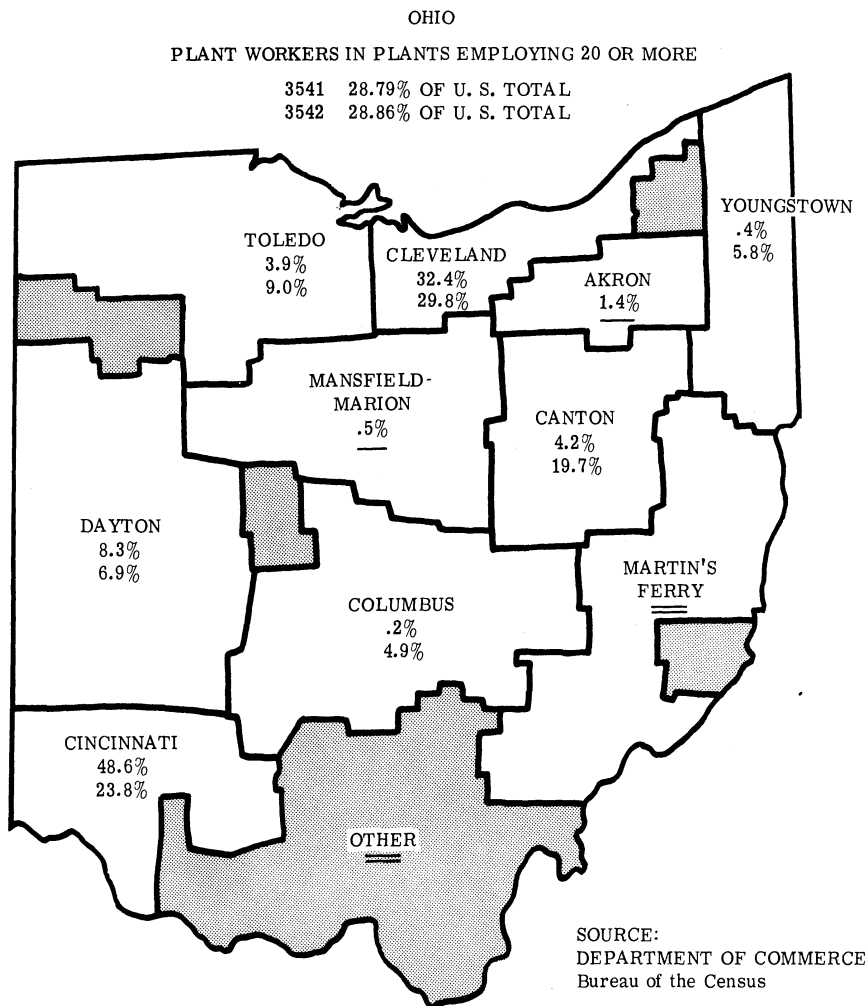 OHIO
PLANT WORKERS IN PLANTS EMPLOYING 20 OR MORE
3541 28.79% OF U. S. TOTAL
3542 28.86% OF U. S. TOTAL
YOUNGSTOWN
.4%
5.8%
TOLEDO
3.9%
9.0%
CLEVELAND
32.4%
29.8%
AKRON
1.4%
MANSFIELD-
MARION
.5%
CANTON
4.2%
19.7%
DAYTON
8.3%
6.9%
MARTIN'S
FERRY
COLUMBUS
.2%
4.9%
CINCINNATI
48.6%
23.8%
OTHER
SOURCE:
DEPARTMENT OF COMMERCE
Bureau of the Census